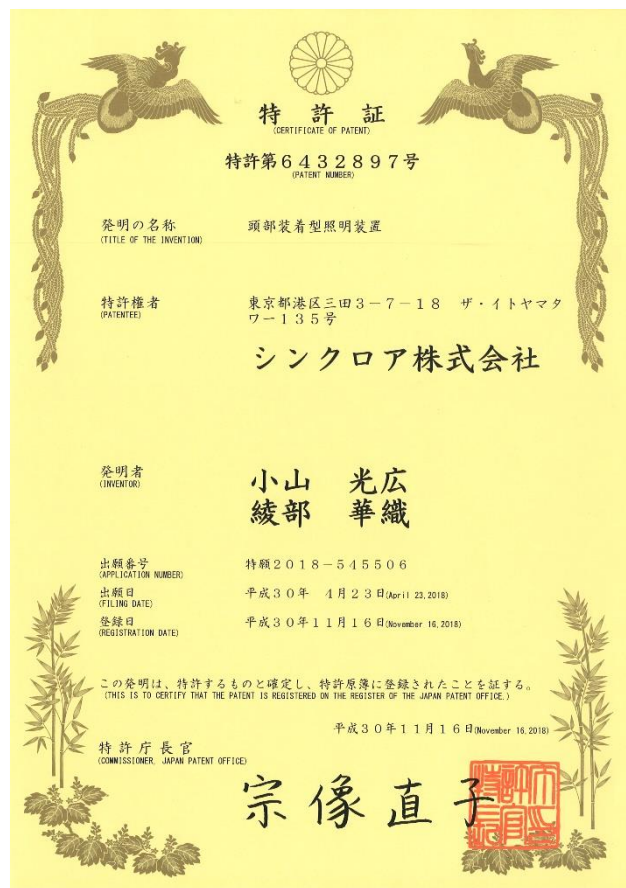 特許証
(CERTIFICATE OF PATENT)
特許第6432897号
(PATENT NUMBER)
発明の名称
(TITLE OF THE INVENTION)
頭部装着型照明装置
特許権者
(PATENTEE)
東京都港区三田3-7-18 ザ・イトヤマタ
ワー135号
シンクロア株式会社
発明者
(INVENTOR)
小山 光広
綾部 華織
出願番号
(APPLICATION NUMBER)
特願2018-545506
出願日
(FILING DATE)
平成30年 4月23日(April 23,2018)
登録日
(REGISTRATION DATE)
平成30年11月16日(November 16,2018)
この発明は、特許するものと確定し、特許原簿に登録されたことを証する。
(THIS IS TO CERTIFY THAT THE PATENT IS REGISTERED ON THE REGISTER OF THE JAPAN PATENT OFFICE.)
平成30年11月16日(November 16,2018)
特許庁長官
(COMMISSIONER, JAPAN PATENT OFFICE)
宗像直子